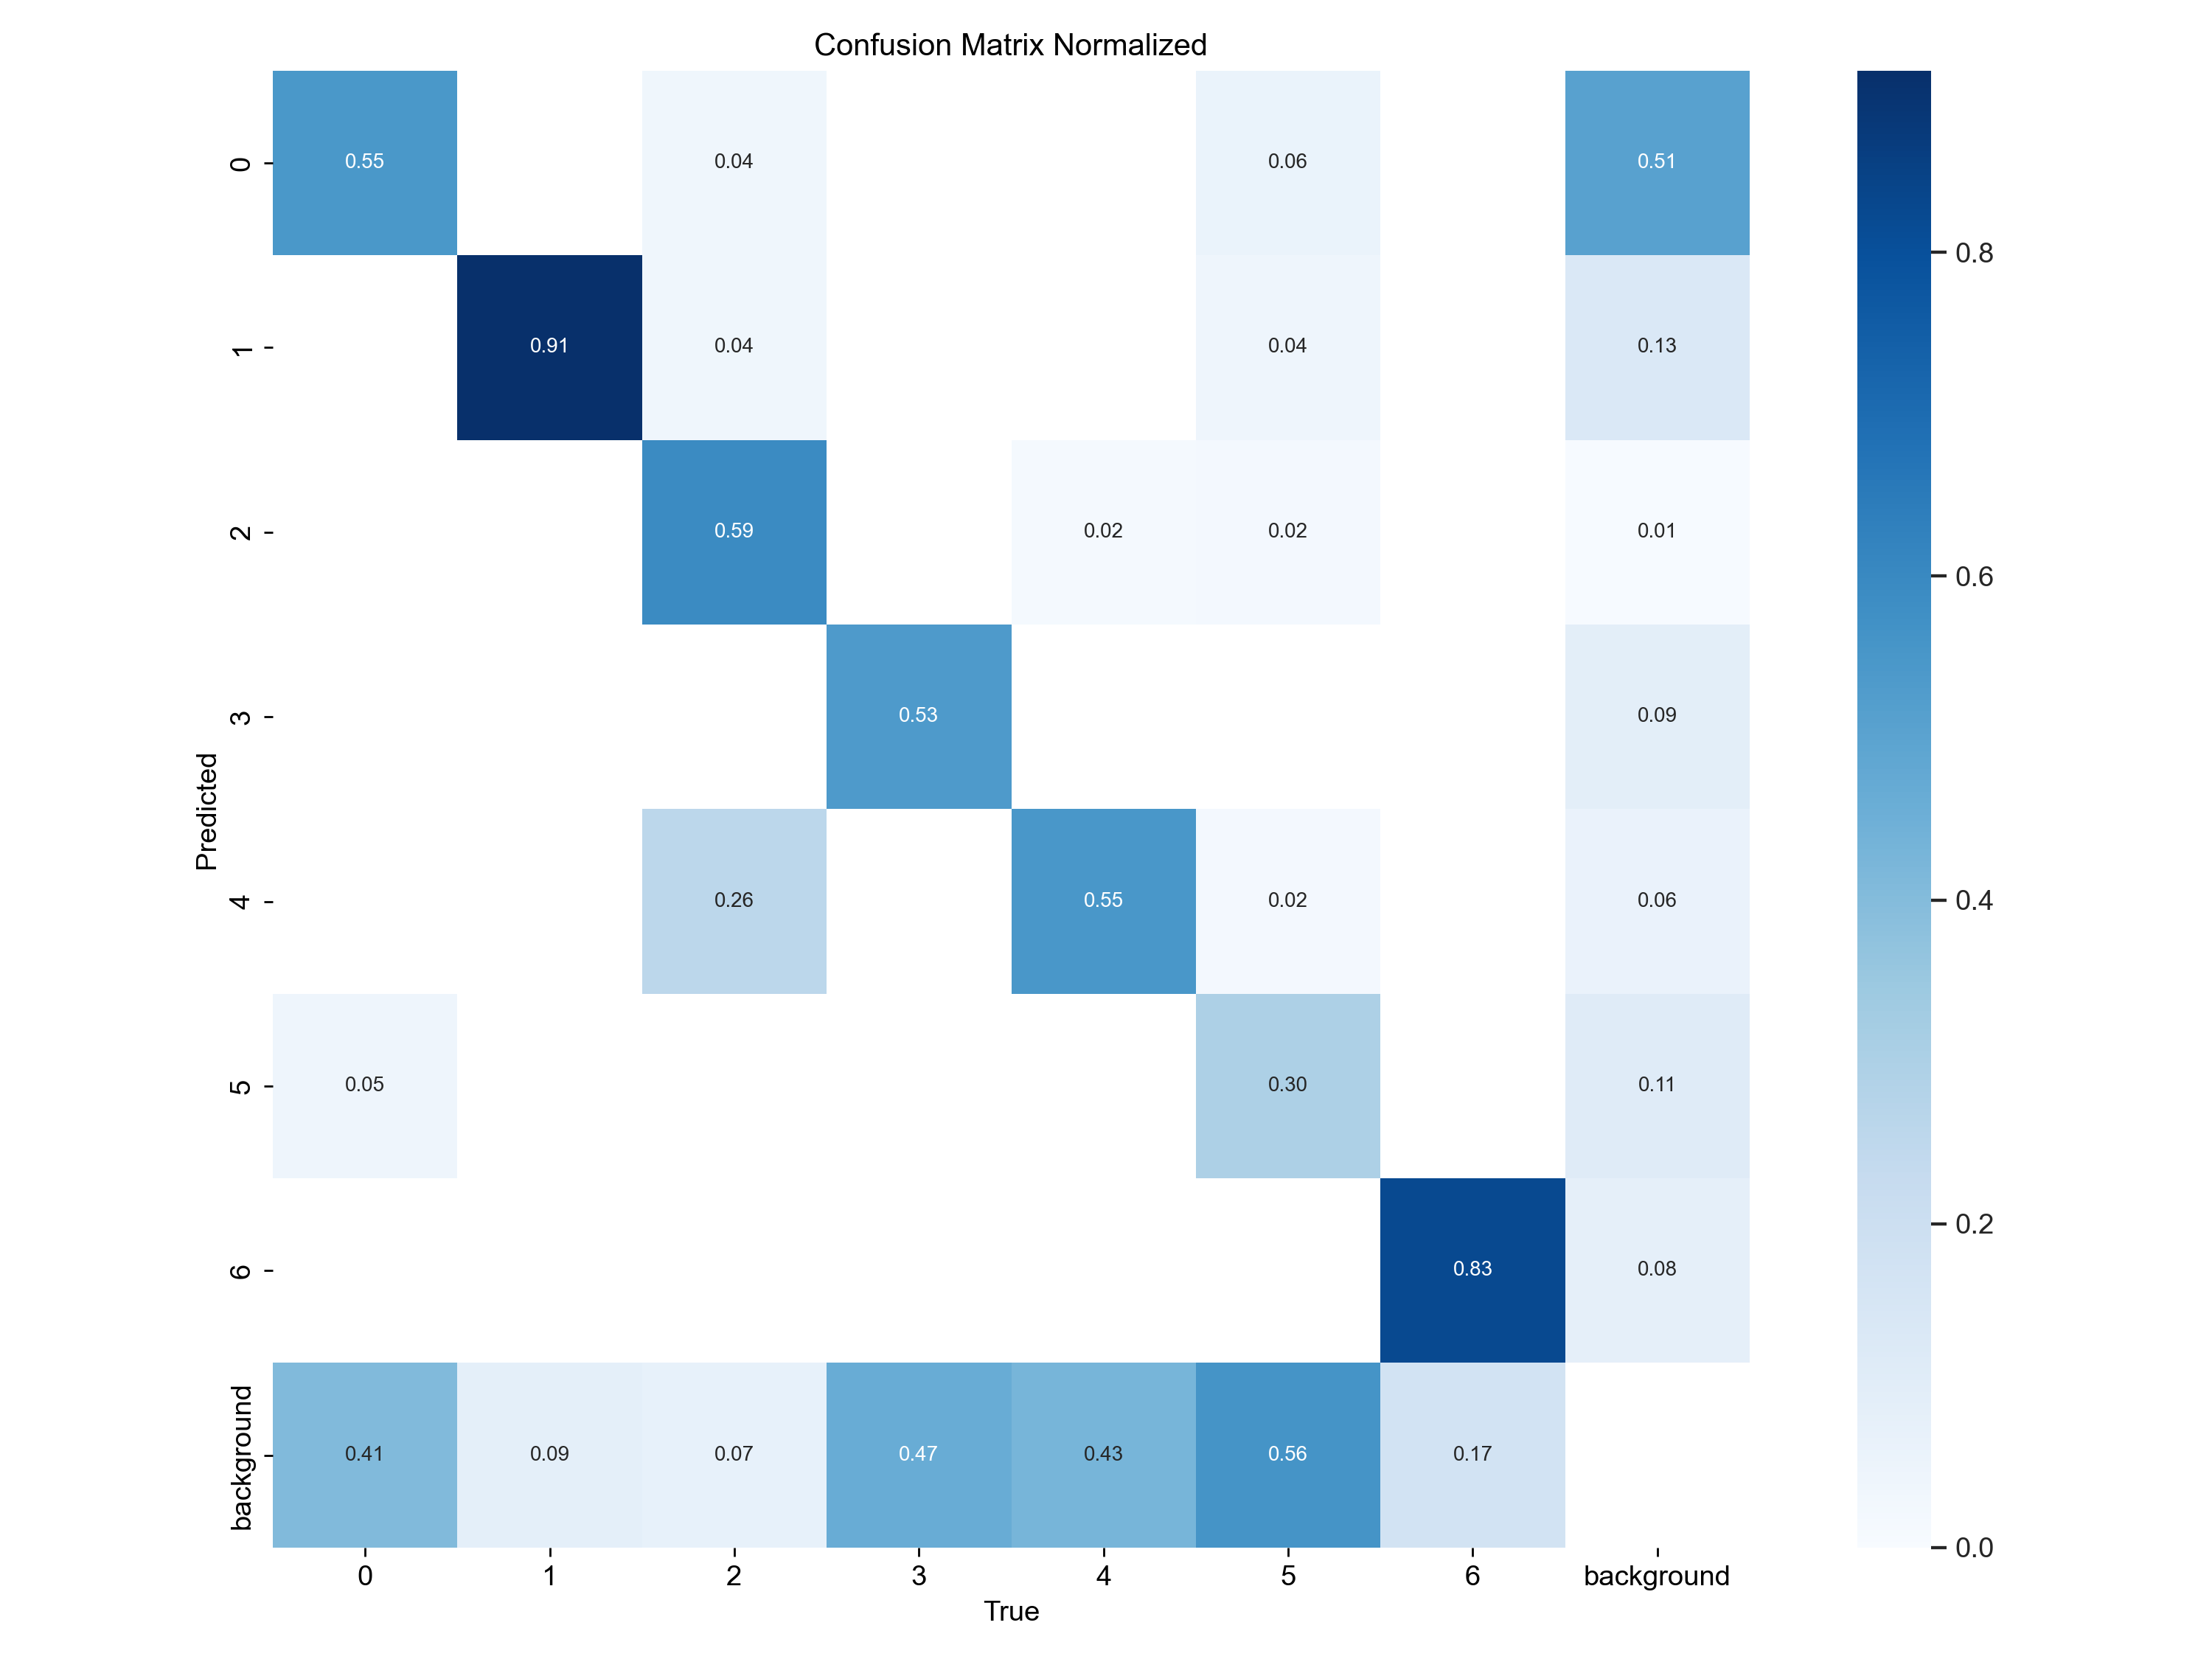 Confusion Matrix Normalized
0 0.55 0.04 0.06 0.51
1 0.91 0.04 0.04 0.13
2 0.59 0.02 0.02 0.01
3 0.53 0.09
4 0.26 0.55 0.02 0.06
5 0.05 0.30 0.11
6 0.83 0.08
background 0.41 0.09 0.07 0.47 0.43 0.56 0.17
0 1 2 3 4 5 6 background
True
Predicted
0.8
0.6
0.4
0.2
0.0